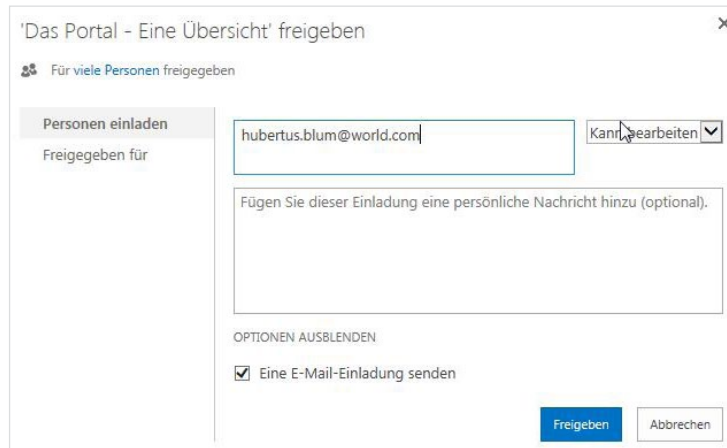 'Das Portal - Eine Übersicht' freigeben
Für viele Personen freigegeben
Personen einladen
Freigegeben für
hubertus.blum@world.com
Kann bearbeiten
Fügen Sie dieser Einladung eine persönliche Nachricht hinzu (optional).
OPTIONEN AUSBLENDEN
Eine E-Mail-Einladung senden
Freigeben
Abbrechen